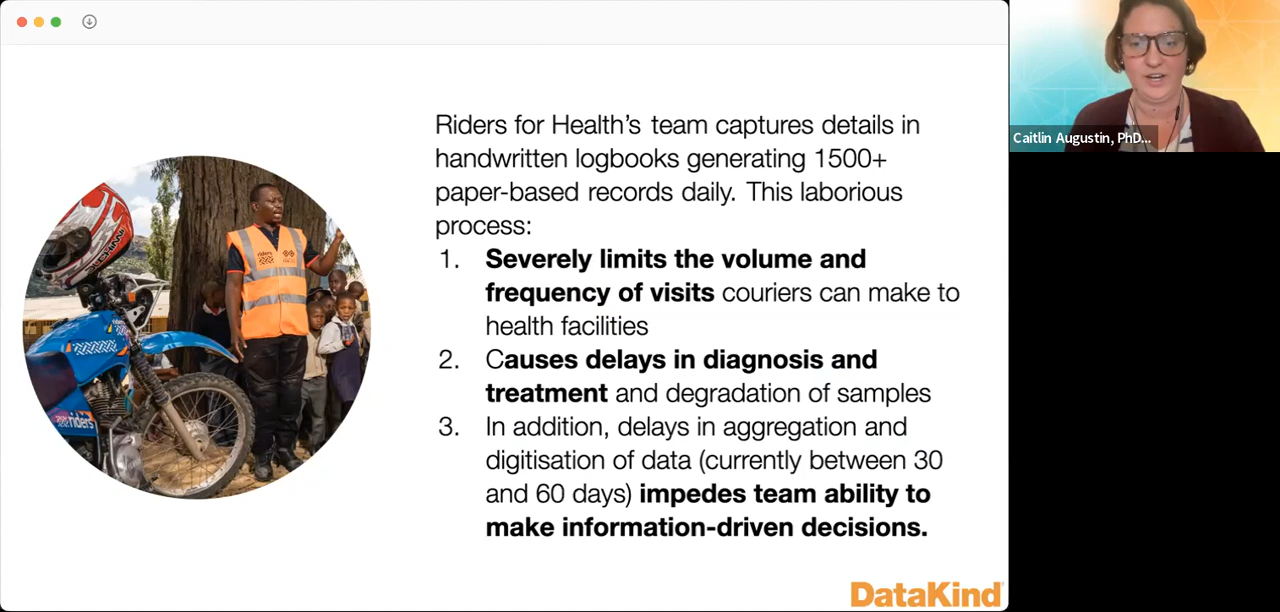 Riders for Health's team captures details in
handwritten logbooks generating 1500+
paper-based records daily. This laborious
process:
1. Severely limits the volume and
frequency of visits couriers can make to
health facilities
2. Causes delays in diagnosis and
treatment and degradation of samples
3. In addition, delays in aggregation and
digitisation of data (currently between 30
and 60 days) impedes team ability to
make information-driven decisions.
DataKind
Caitlin Augustin, PhD...
riders
riders